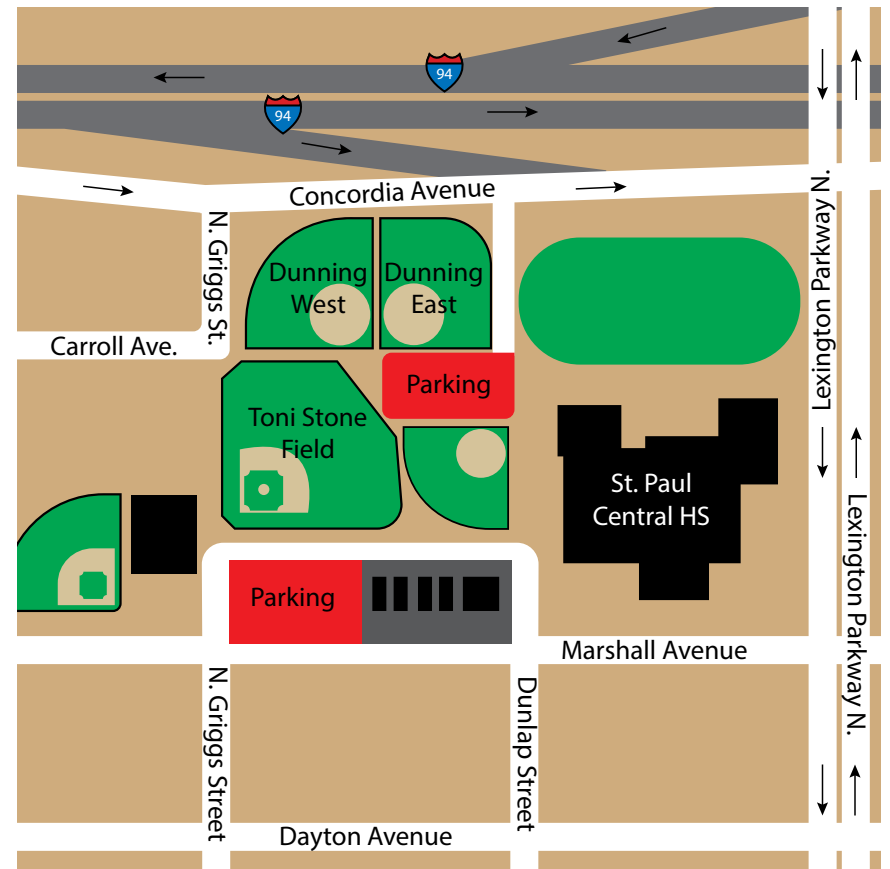 94
94
Concordia Avenue
N. Griggs St.
Lexington Parkway N.
Dunning
West
Dunning
East
Carroll Ave.
Parking
Toni Stone
Field
St. Paul
Central HS
Lexington Parkway N.
Parking
Marshall Avenue
N. Griggs Street
Dunlap Street
Dayton Avenue